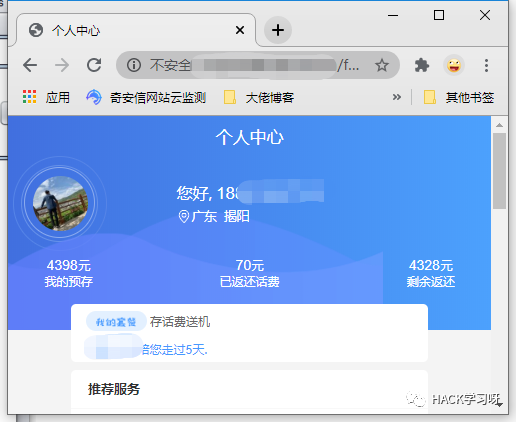 个人中心
不安全 /f...
应用 奇安信网站云监测 大佬博客 » 其他书签
个人中心
您好, 188
广东 揭阳
4398元 70元 4328元
我的预存 已返还话费 剩余返还
我的套餐 存话费送机
陪您走过5天.
推荐服务
HACK学习呀